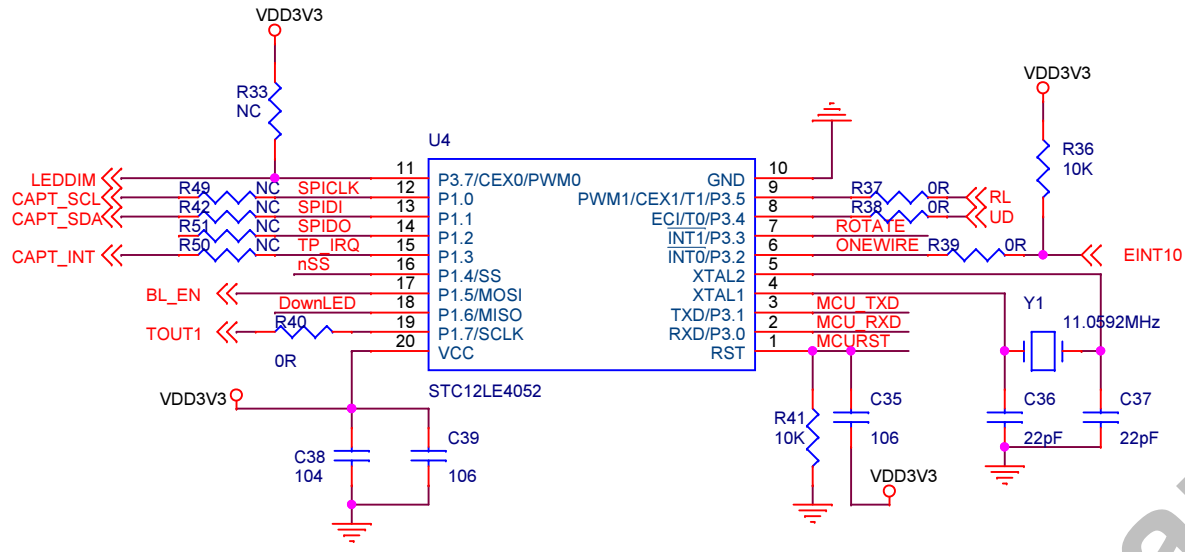 VDD3V3
R33
NC
U4
VDD3V3
R36
10K
LEDDIM
11 P3.7/CEX0/PWM0 GND 10
CAPT_SCL R49 NC SPICLK 12 P1.0 PWM1/CEX1/T1/P3.5 9 R37 0R RL
CAPT_SDA R42 NC SPIDI 13 P1.1 ECI/T0/P3.4 8 R38 0R UD
R51 SPIDO 14 P1.2 INT1/P3.3 7 ROTATE
CAPT_INT R50 NC TP_IRQ 15 P1.3 INT0/P3.2 6 ONEWIRE R39 0R EINT10
nSS 16 P1.4/SS XTAL2 5
BL_EN 17 P1.5/MOSI XTAL1 4
DownLED 18 P1.6/MISO TXD/P3.1 3 MCU_TXD
TOUT1 R40 0R 19 P1.7/SCLK RXD/P3.0 2 MCU_RXD
20 VCC RST 1 MCURST
Y1
11.0592MHz
STC12LE4052
VDD3V3
C38
104
C39
106
R41
10K
C35
106
C36
22pF
C37
22pF
VDD3V3